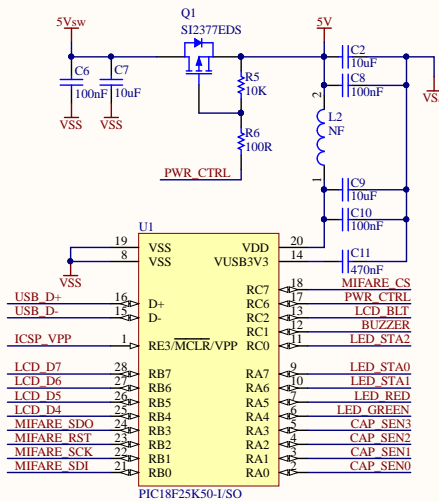 Q1
5Vsw
SI2377EDS
5V
C6
100nF
C7
10uF
R5
10K
C2
10uF
C8
100nF
VSS
VSS
VSS
R6
100R
2
L2
NF
1
PWR_CTRL
C9
10uF
C10
100nF
C11
470nF
U1
19 VSS VDD 20
8 VSS VUSB3V3 14
VSS
RC7 18 MIFARE_CS
USB_D+ 16 D+ RC6 17 PWR_CTRL
USB_D- 15 D- RC2 13 LCD_BLT
RC1 12 BUZZER
ICSP_VPP 1 RE3/MCLR/VPP RC0 11 LED_STA2
LCD_D7 28 RB7 RA7 9 LED_STA0
LCD_D6 27 RB6 RA6 10 LED_STA1
LCD_D5 26 RB5 RA5 7 LED_RED
LCD_D4 25 RB4 RA4 6 LED_GREEN
MIFARE_SDO 24 RB3 RA3 5 CAP_SEN3
MIFARE_RST 23 RB2 RA2 4 CAP_SEN2
MIFARE_SCK 22 RB1 RA1 3 CAP_SEN1
MIFARE_SDI 21 RB0 RA0 2 CAP_SEN0
PIC18F25K50-I/SO